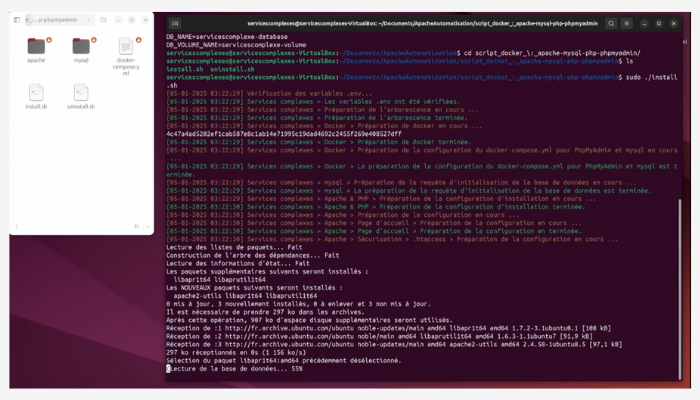 servicescomplexes@servicescomplexes-VirtualBox: ~/Documents/ApacheAutomatisation/script_docker_:_apache-mysql-php-phpmyadmin
apache
mysql
docker-
compose.y
ml
install.sh
uninstall.sh
DB_NAME=servicescomplexe-database
DB_VOLUME_NAME=servicescomplexe-volume
servicescomplexes@servicescomplexes-VirtualBox:~/Documents/ApacheAutomatisation$ cd script_docker_\:_apache-mysql-php-phpmyadmin/
servicescomplexes@servicescomplexes-VirtualBox:~/Documents/ApacheAutomatisation/script_docker_:_apache-mysql-php-phpmyadmin$ ls
install.sh uninstall.sh
servicescomplexes@servicescomplexes-VirtualBox:~/Documents/ApacheAutomatisation/script_docker_:_apache-mysql-php-phpmyadmin$ sudo ./install
.sh
[05-01-2025 03:22:29] Vérification des variables .env...
[05-01-2025 03:22:29] Services complexes > Les variables .env ont été vérifiées.
[05-01-2025 03:22:29] Services complexes > Préparation de l'arborescence en cours ...
[05-01-2025 03:22:29] Services complexes > Préparation de l'arborescence terminée.
[05-01-2025 03:22:29] Services complexes > Docker > Préparation de docker en cours ...
[05-01-2025 03:22:29] Services complexes > Docker > Préparation de docker terminée.
[05-01-2025 03:22:29] Services complexes > Docker > Préparation de la configuration du docker-compose.yml pour PhpMyAdmin et mysql en cours
...
[05-01-2025 03:22:29] Services complexes > Docker > La préparation de la configuration du docker-compose.yml pour PhpMyAdmin et mysql est t
erminée.
[05-01-2025 03:22:29] Services complexes > mysql > Préparation de la requête d'initialisation de la base de données en cours ...
[05-01-2025 03:22:29] Services complexes > mysql > La préparation de la requête d'initialisation de la base de données est terminée.
[05-01-2025 03:22:29] Services complexes > Apache & PHP > Préparation de la configuration d'installation en cours ...
[05-01-2025 03:22:30] Services complexes > Apache & PHP > Préparation de la configuration d'installation terminée.
[05-01-2025 03:22:30] Services complexes > Apache > Préparation de la configuration en cours ...
[05-01-2025 03:22:30] Services complexes > Apache > Page d'accueil > Préparation de la configuration en cours ...
[05-01-2025 03:22:30] Services complexes > Apache > Page d'accueil > Préparation de la configuration en terminée.
[05-01-2025 03:22:30] Services complexes > Apache > Sécurisation > .htaccess > Préparation de la configuration en cours ...
Lecture des listes de paquets... Fait
Construction de l'arbre des dépendances... Fait
Lecture des informations d'état... Fait
Les paquets supplémentaires suivants seront installés :
libapr1t64 libaprutil1t64
Les NOUVEAUX paquets suivants seront installés :
apache2-utils libapr1t64 libaprutil1t64
0 mis à jour, 3 nouvellement installés, 0 à enlever et 3 non mis à jour.
Il est nécessaire de prendre 297 ko dans les archives.
Après cette opération, 907 ko d'espace disque supplémentaires seront utilisés.
Réception de :1 http://fr.archive.ubuntu.com/ubuntu noble-updates/main amd64 libapr1t64 amd64 1.7.2-3.1ubuntu0.1 [108 kB]
Réception de :2 http://fr.archive.ubuntu.com/ubuntu noble/main amd64 libaprutil1t64 amd64 1.6.3-1.1ubuntu7 [91,9 kB]
Réception de :3 http://fr.archive.ubuntu.com/ubuntu noble-updates/main amd64 apache2-utils amd64 2.4.58-1ubuntu8.5 [97,1 kB]
297 ko réceptionnés en 0s (1 156 ko/s)
Sélection du paquet libapr1t64:amd64 précédemment désélectionné.
(Lecture de la base de données... 55%